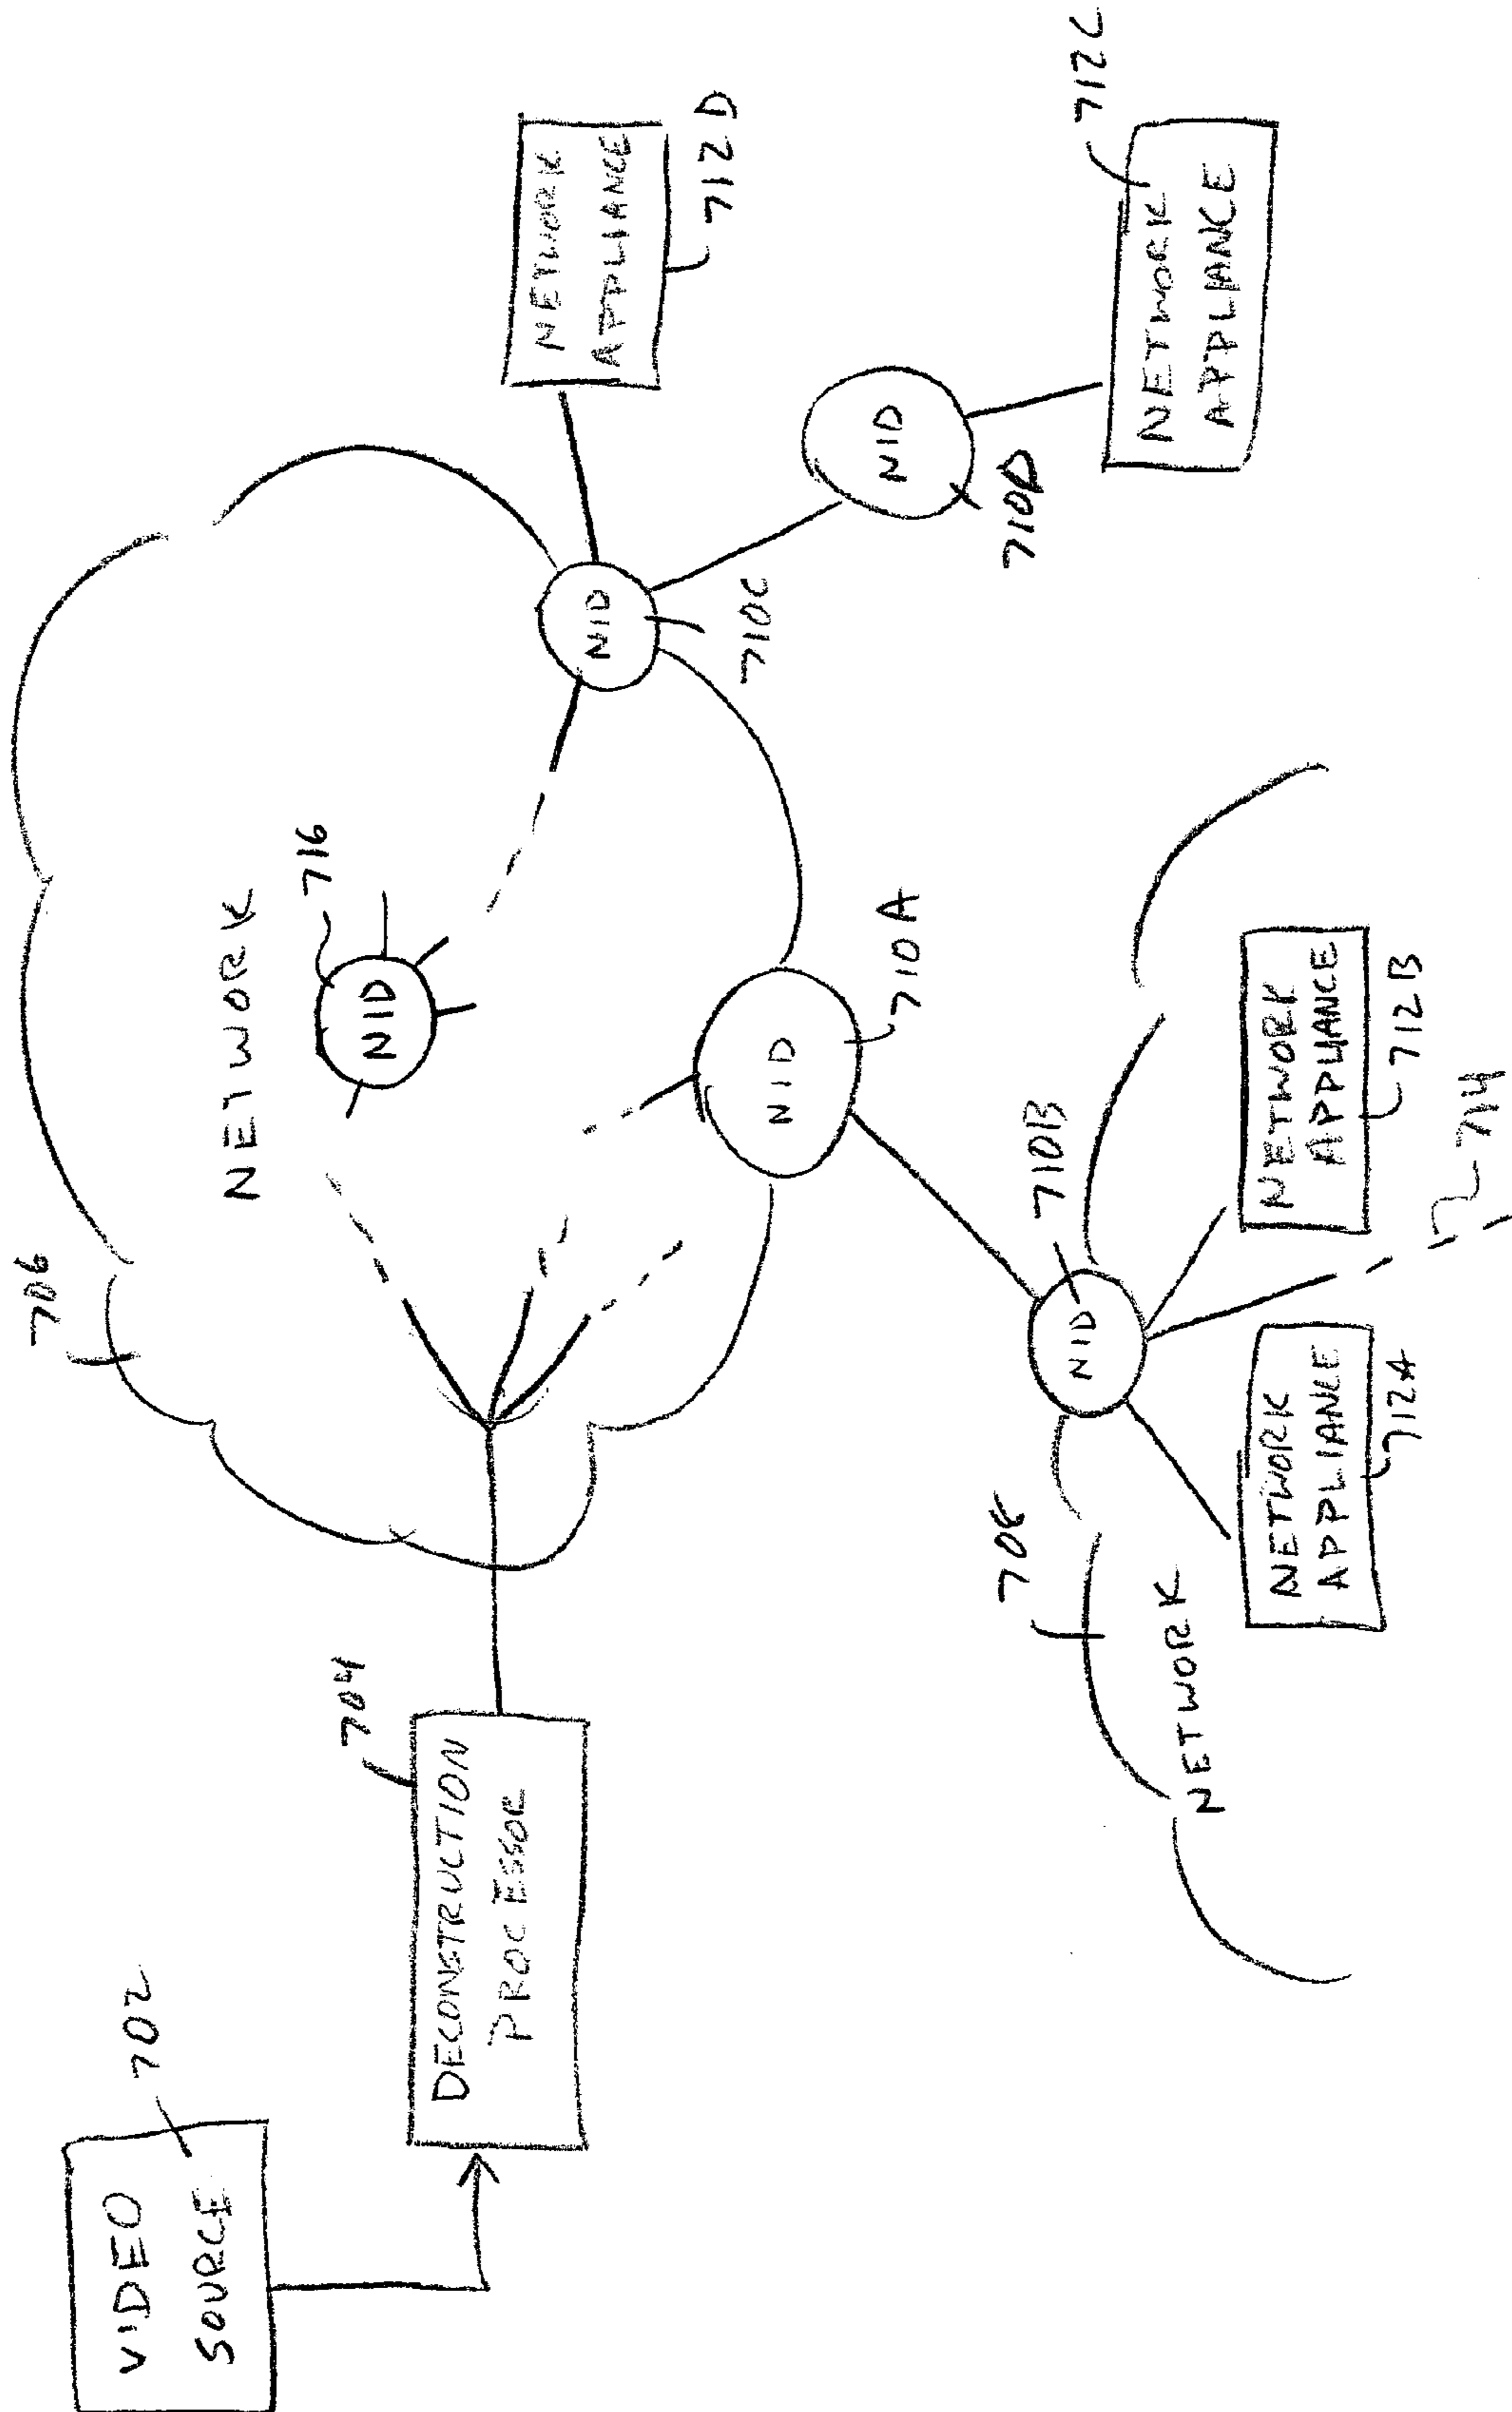 VIDEO
SOURCE
702
DECONSTRUCTION
PROCESSOR
704
706
NETWORK
NID
716
NID
710A
NID
710C
NETWORK
APPLIANCE
712D
NID
710D
NETWORK
APPLIANCE
712C
708
NETWORK
NID
710B
NETWORK
APPLIANCE
712A
NETWORK
APPLIANCE
712B
714